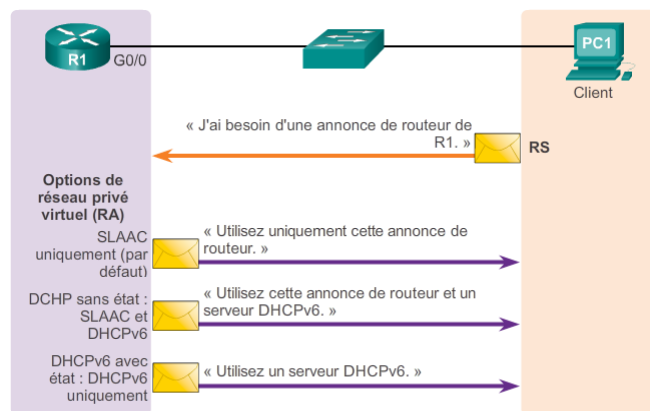 R1
G0/0
PC1
Client
« J'ai besoin d'une annonce de routeur de
R1. »
RS
Options de
réseau privé
virtuel (RA)
SLAAC
uniquement (par
défaut)
« Utilisez uniquement cette annonce de
routeur. »
DCHP sans état :
SLAAC et
DHCPv6
« Utilisez cette annonce de routeur et un
serveur DHCPv6. »
DHCPv6 avec
état : DHCPv6
uniquement
« Utilisez un serveur DHCPv6. »